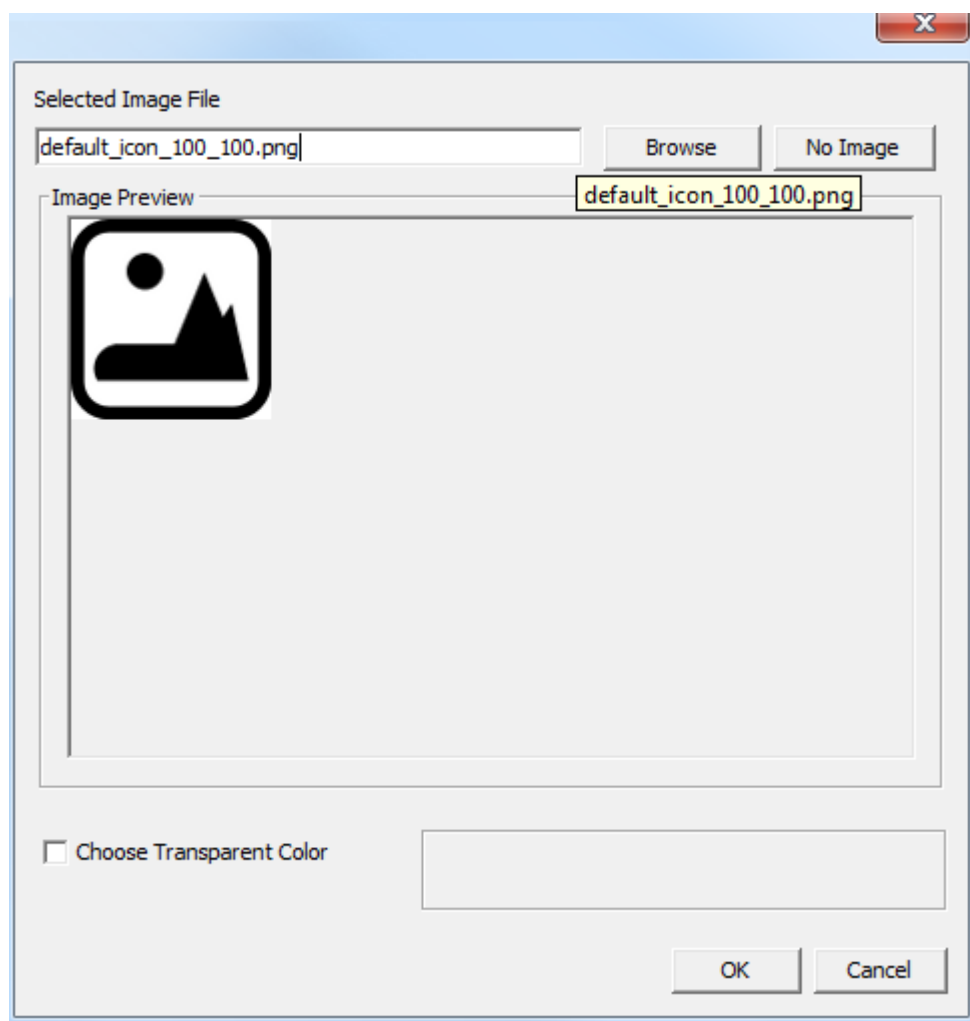 Selected Image File
default_icon_100_100.png
Browse
No Image
default_icon_100_100.png
Image Preview
Choose Transparent Color
OK
Cancel